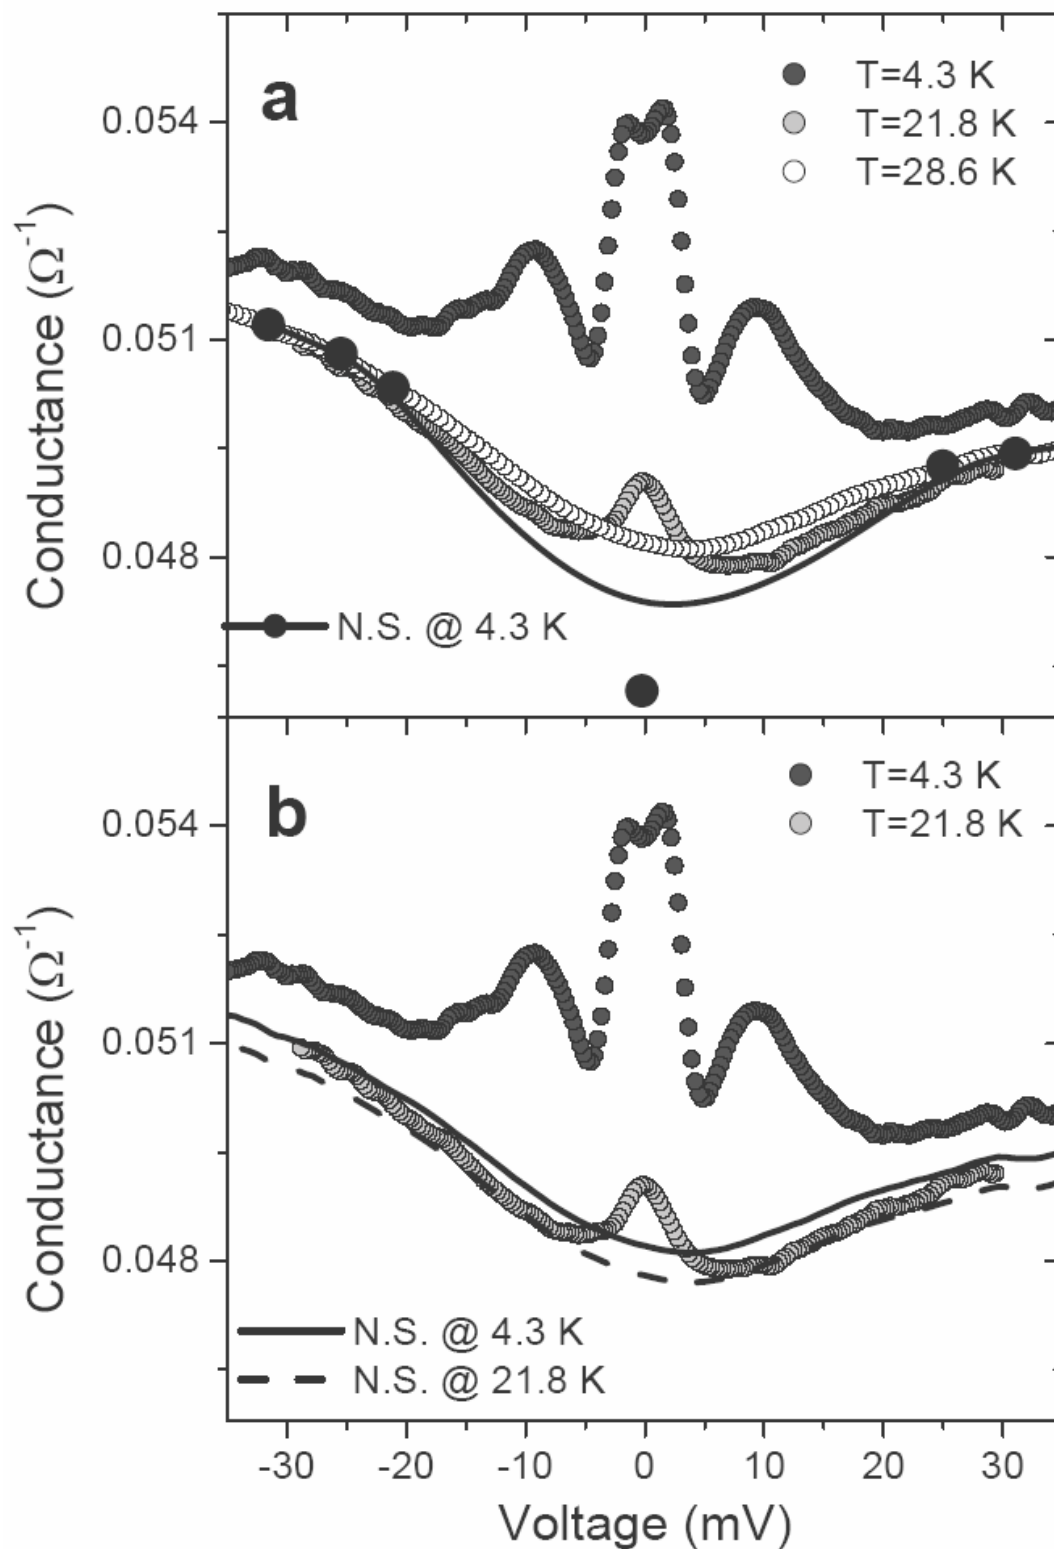 a
T=4.3 K
T=21.8 K
T=28.6 K
0.054
0.051
0.048
Conductance (Ω⁻¹)
N.S. @ 4.3 K
b
T=4.3 K
T=21.8 K
0.054
0.051
0.048
Conductance (Ω⁻¹)
N.S. @ 4.3 K
N.S. @ 21.8 K
-30 -20 -10 0 10 20 30
Voltage (mV)